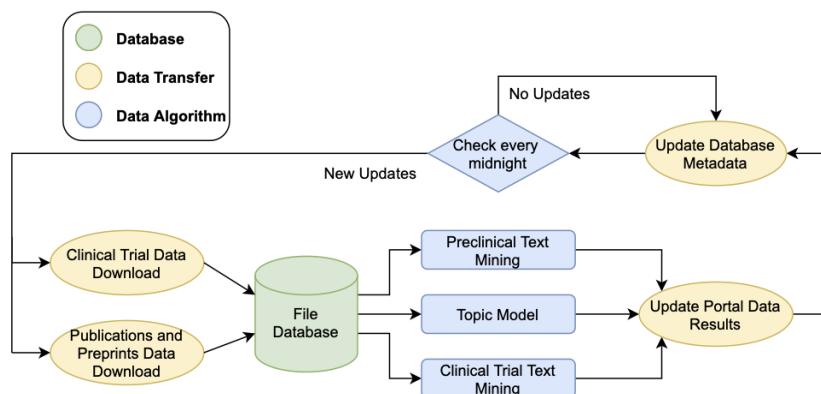 Database
Data Transfer
Data Algorithm
No Updates
Check every
midnight
Update Database
Metadata
New Updates
Clinical Trial Data
Download
Publications and
Preprints Data
Download
File
Database
Preclinical Text
Mining
Topic Model
Clinical Trial Text
Mining
Update Portal Data
Results